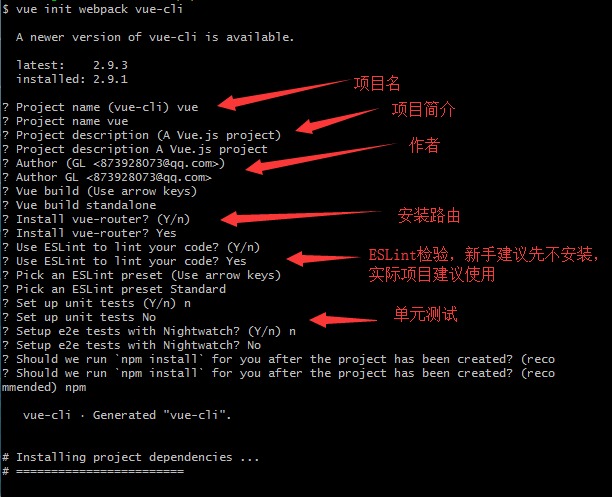 $ vue init webpack vue-cli
A newer version of vue-cli is available.
latest: 2.9.3
installed: 2.9.1
? Project name (vue-cli) vue
项目名
? Project name vue
? Project description (A Vue.js project)
项目简介
? Project description A Vue.js project
? Author (GL <873928073@qq.com>)
作者
? Author GL <873928073@qq.com>
? Vue build (Use arrow keys)
? Vue build standalone
? Install vue-router? (Y/n)
安装路由
? Install vue-router? Yes
? Use ESLint to lint your code? (Y/n)
? Use ESLint to lint your code? Yes
ESLint检验，新手建议先不安装，
实际项目建议使用
? Pick an ESLint preset (Use arrow keys)
? Pick an ESLint preset Standard
? Set up unit tests (Y/n) n
? Set up unit tests No
单元测试
? Setup e2e tests with Nightwatch? (Y/n) n
? Setup e2e tests with Nightwatch? No
? Should we run `npm install` for you after the project has been created? (reco
? Should we run `npm install` for you after the project has been created? (reco
mmended) npm
vue-cli · Generated "vue-cli".
# Installing project dependencies ...
# ========================